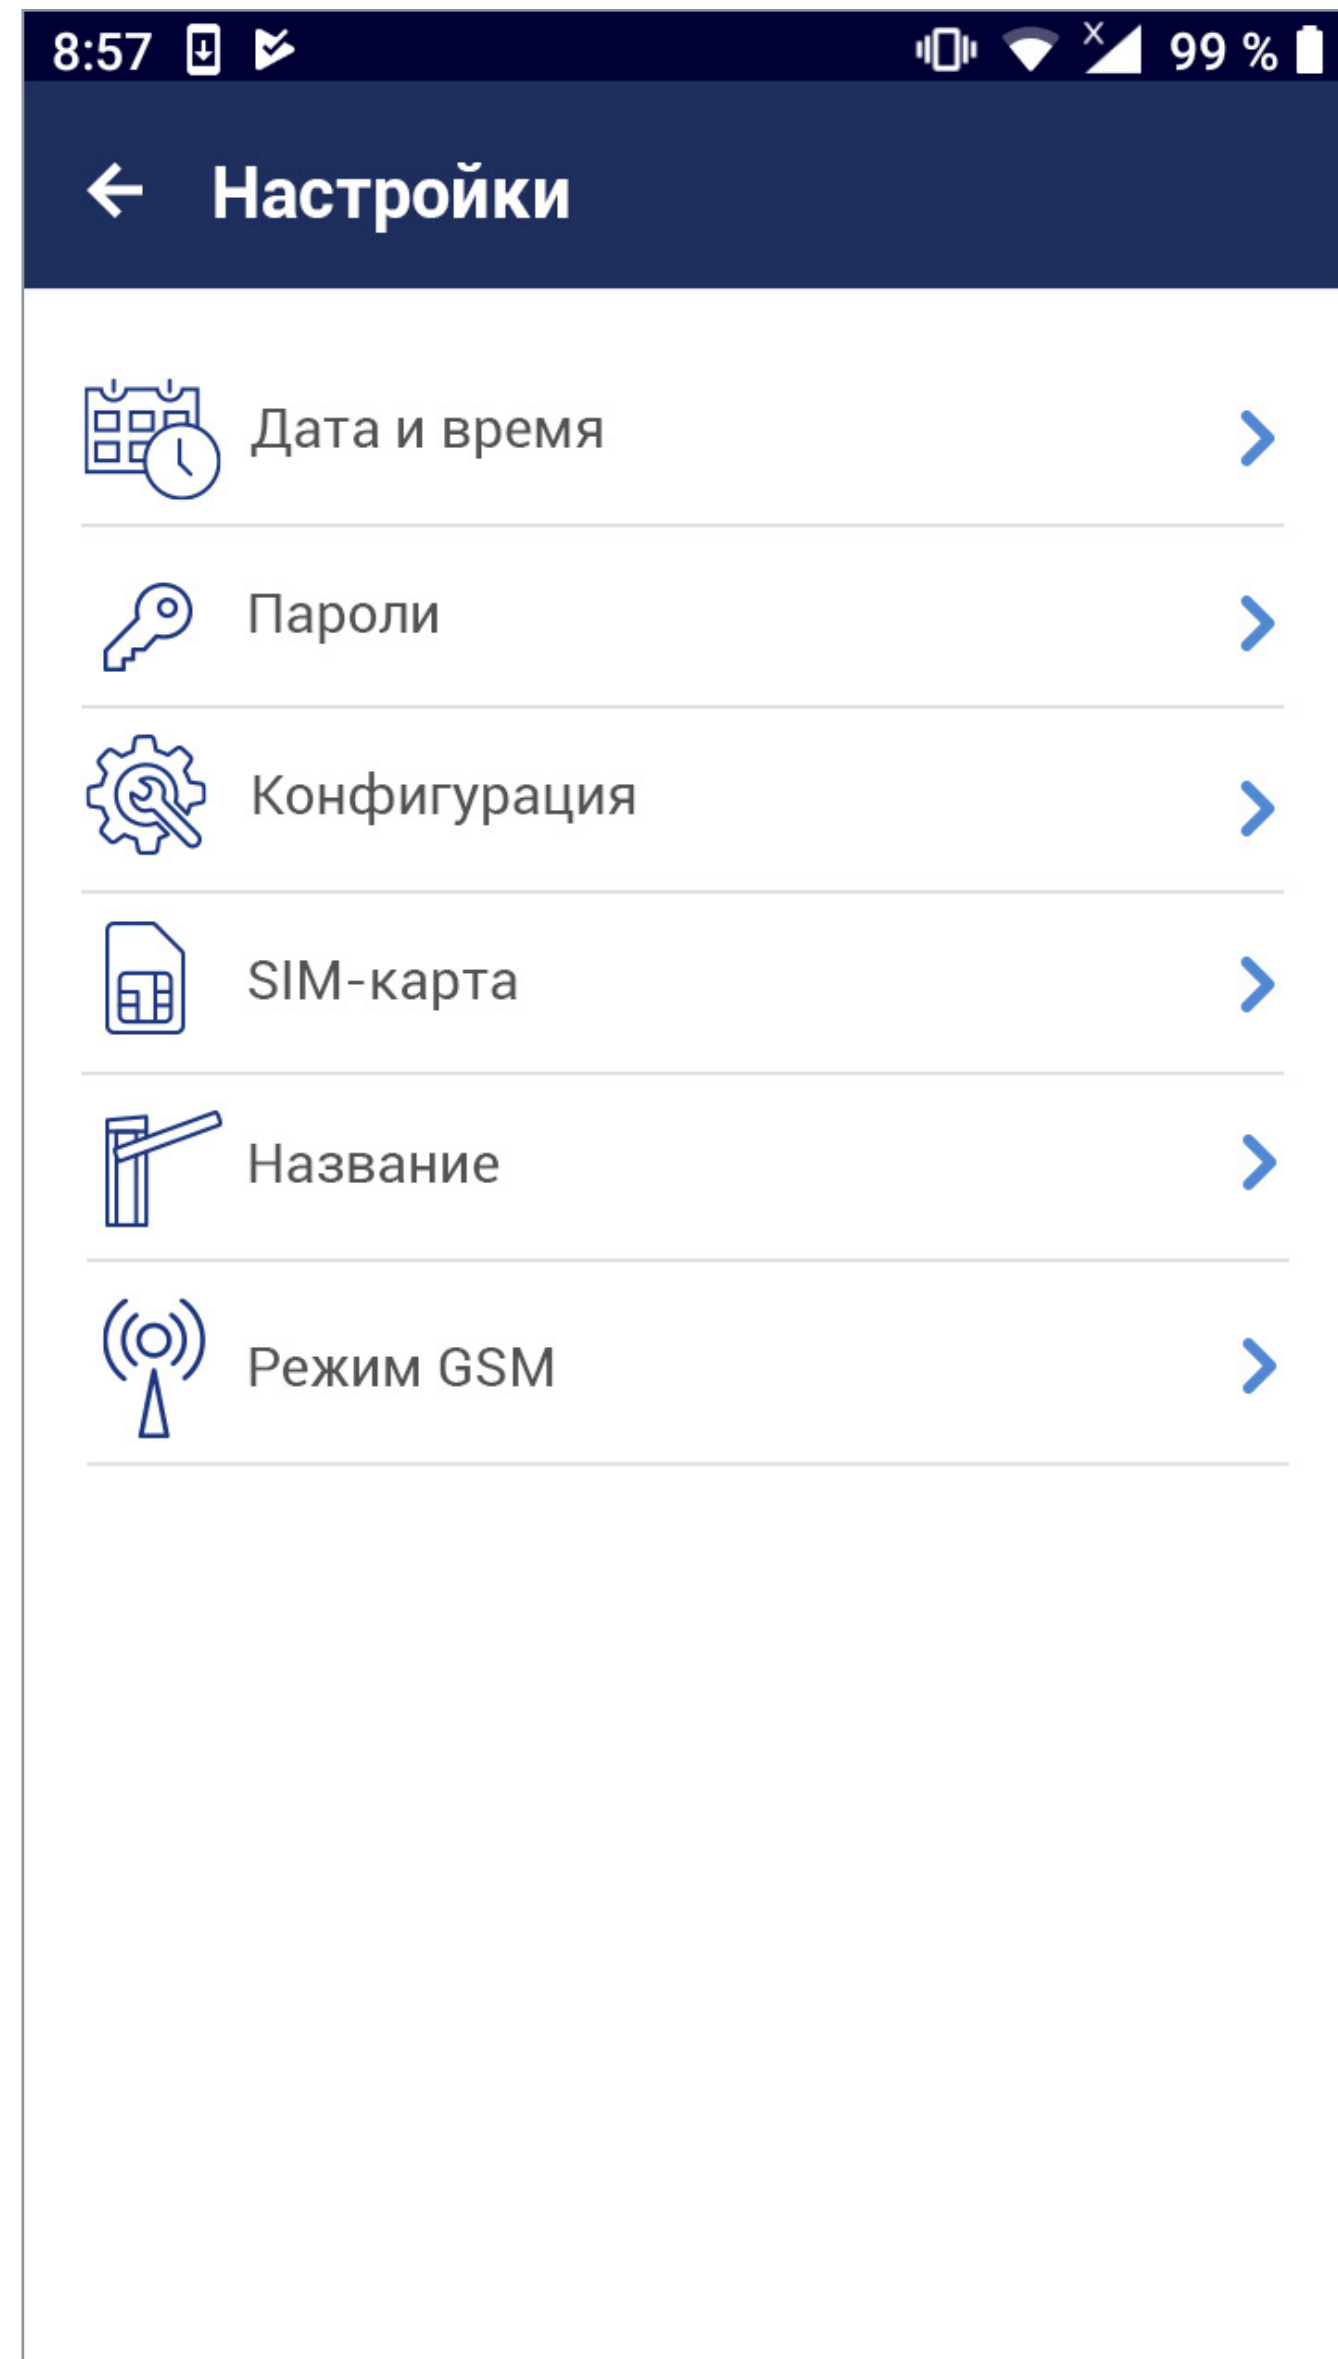 8:57 99 %
Настройки
Дата и время
Пароли
Конфигурация
SIM-карта
Название
Режим GSM